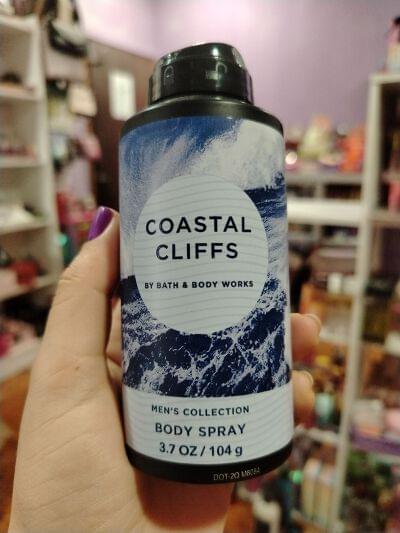 COASTAL
CLIFFS
BY BATH & BODY WORKS
MEN'S COLLECTION
BODY SPRAY
3.7 OZ / 104 g